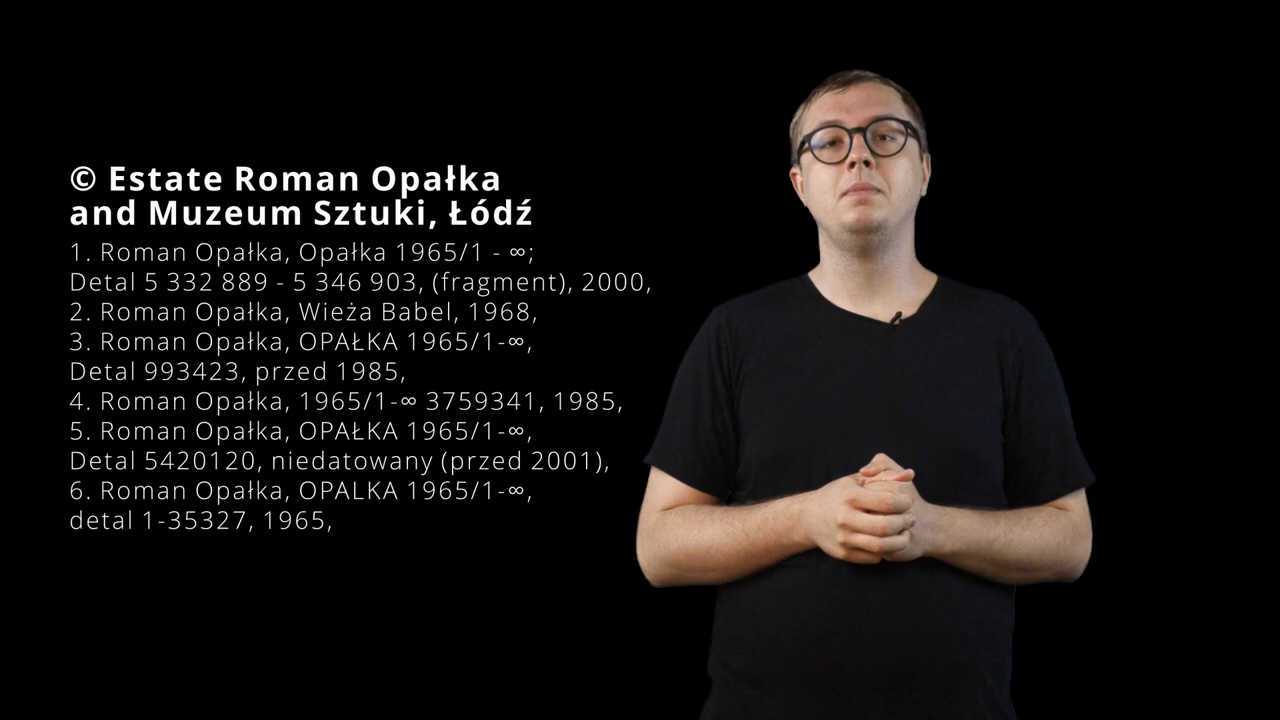 © Estate Roman Opałka
and Muzeum Sztuki, Łódź
1. Roman Opałka, Opałka 1965/1 - ∞;
Detal 5 332 889 - 5 346 903, (fragment), 2000,
2. Roman Opałka, Wieża Babel, 1968,
3. Roman Opałka, OPAŁKA 1965/1-∞,
Detal 993423, przed 1985,
4. Roman Opałka, 1965/1-∞ 3759341, 1985,
5. Roman Opałka, OPAŁKA 1965/1-∞,
Detal 5420120, niedatowany (przed 2001),
6. Roman Opałka, OPALKA 1965/1-∞,
detal 1-35327, 1965,